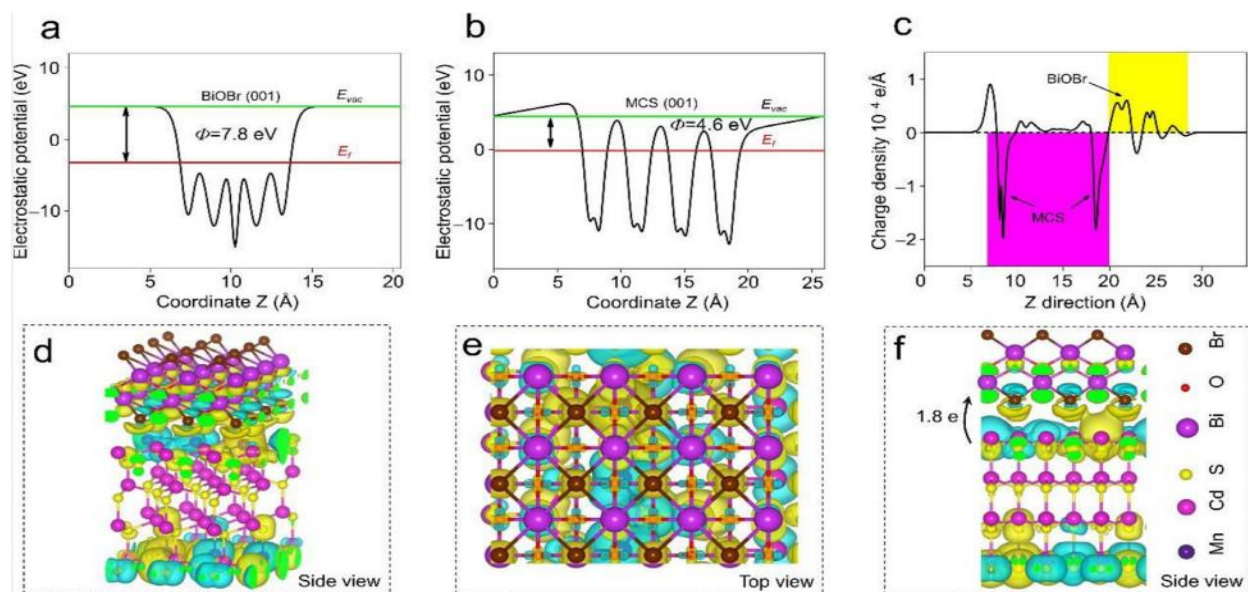 a
Electrostatic potential (eV)
10
0
−10
BiOBr (001)
E_vac
Φ=7.8 eV
E_f
0 5 10 15 20
Coordinate Z (Å)
b
Electrostatic potential (eV)
10
0
−10
MCS (001)
E_vac
Φ=4.6 eV
E_f
0 5 10 15 20 25
Coordinate Z (Å)
c
Charge density 10⁻⁴ e/Å
1
0
−1
−2
BiOBr
MCS
0 5 10 15 20 30
Z direction (Å)
d
Side view
e
Top view
f
1.8 e
Side view
Br
O
Bi
S
Cd
Mn